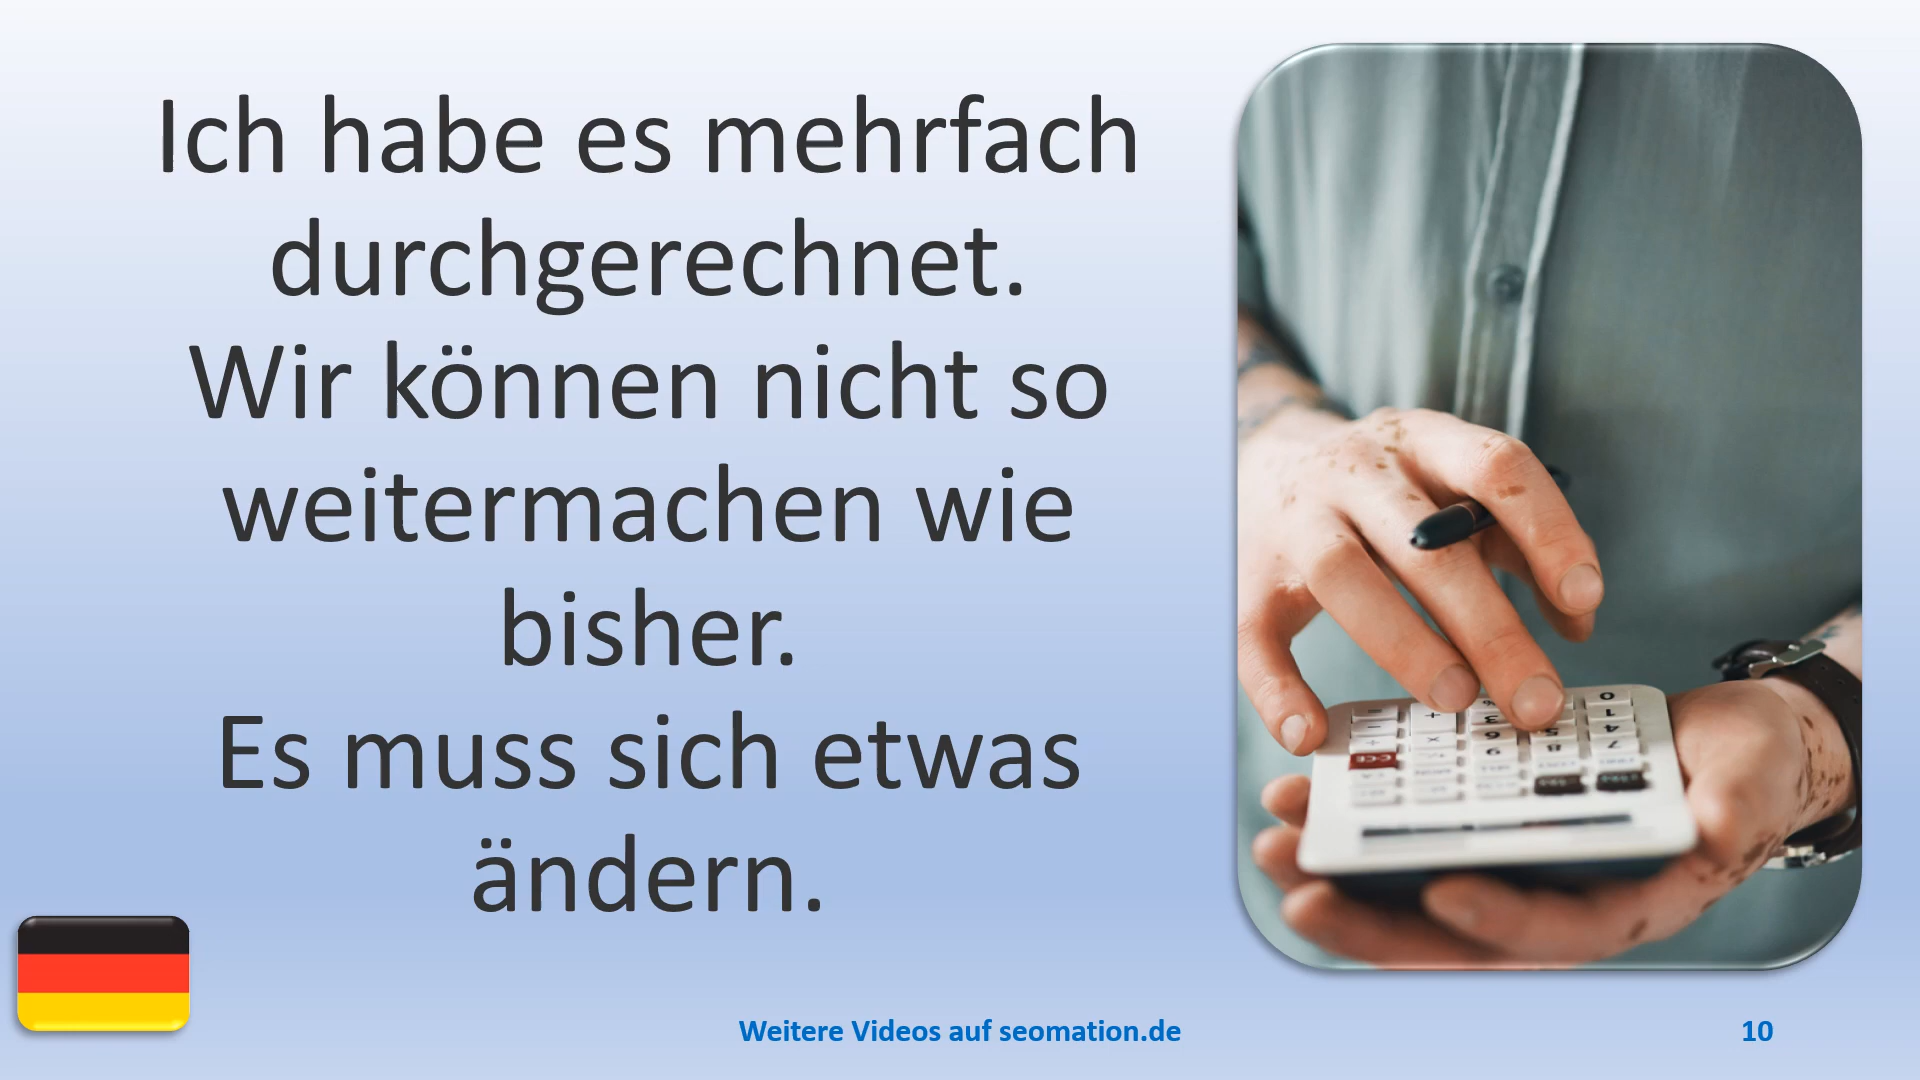 Ich habe es mehrfach
durchgerechnet.
Wir können nicht so
weitermachen wie
bisher.
Es muss sich etwas
ändern.
Weitere Videos auf seomation.de
10